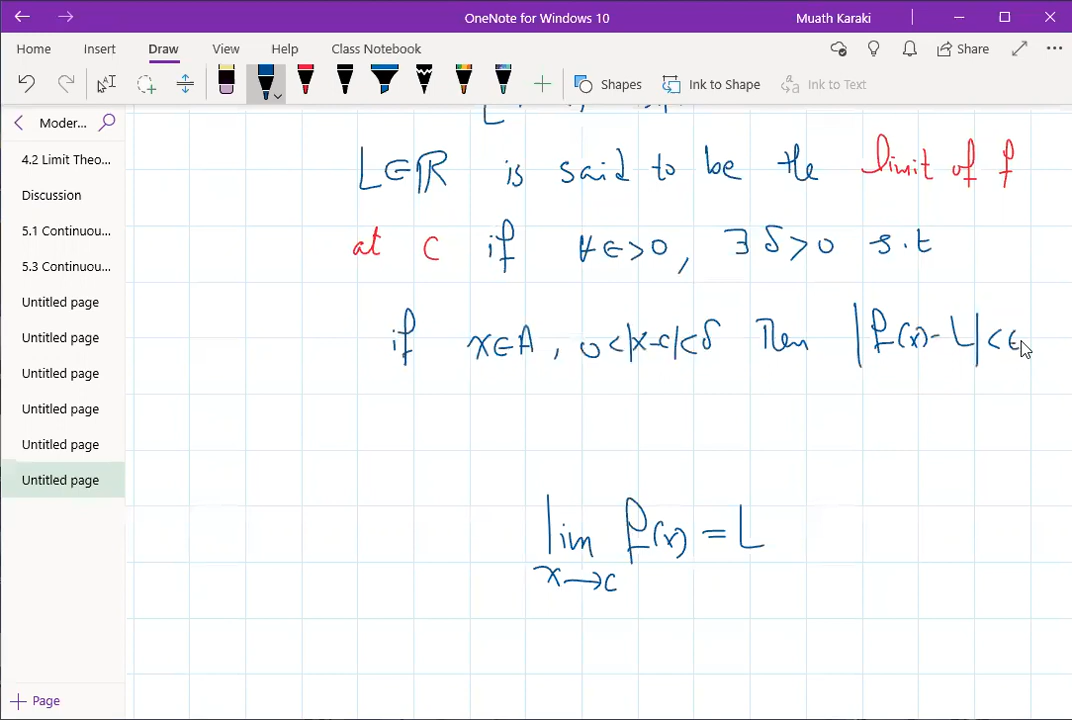 OneNote for Windows 10
Muath Karaki
Home Insert Draw View Help Class Notebook Share
Shapes Ink to Shape Ink to Text
Moder...
4.2 Limit Theo...
Discussion
5.1 Continuou...
5.3 Continuou...
Untitled page
Untitled page
Untitled page
Untitled page
Untitled page
Untitled page
Page
L∈ℝ is said to be the limit of f
at c if ∀ ϵ>0, ∃ δ>0 s.t
if x∈A, 0<|x-c|<δ Then |f(x)-L|<ϵ
lim f(x) = L
x→c